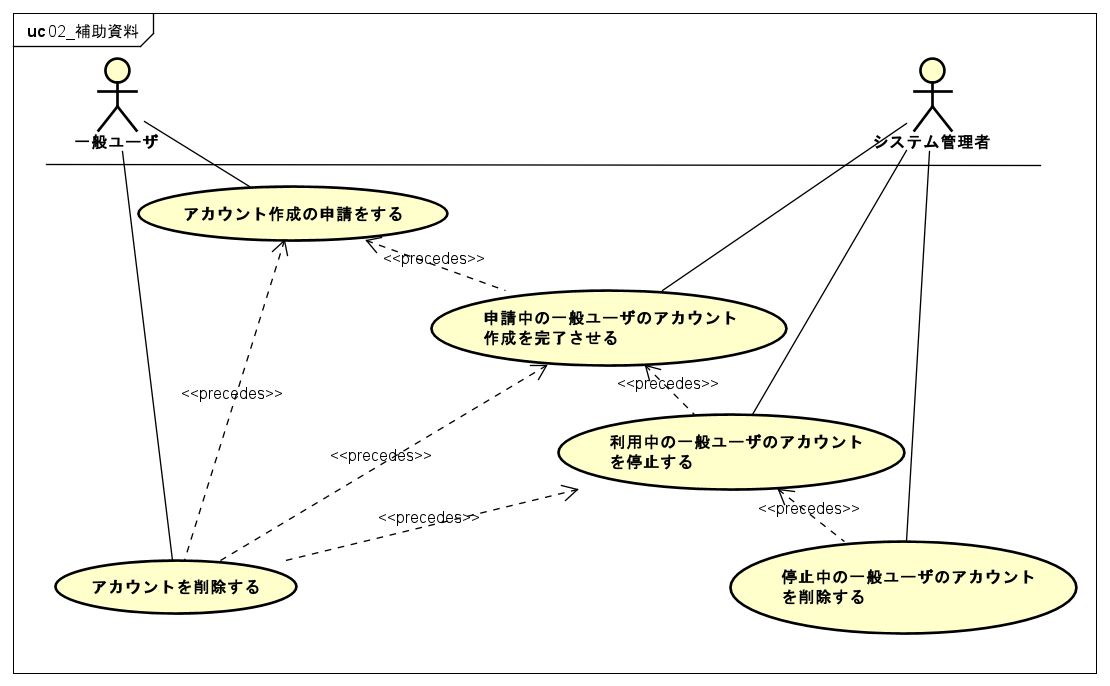 uc 02_補助資料
一般ユーザ
システム管理者
アカウント作成の申請をする
<<precedes>>
申請中の一般ユーザのアカウント
作成を完了させる
<<precedes>>
<<precedes>>
利用中の一般ユーザのアカウント
を停止する
<<precedes>>
<<precedes>>
<<precedes>>
アカウントを削除する
停止中の一般ユーザのアカウント
を削除する